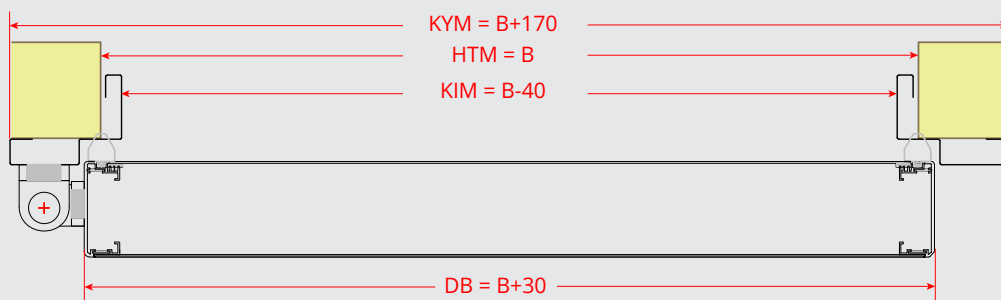 KYM = B+170
HTM = B
KIM = B-40
DB = B+30